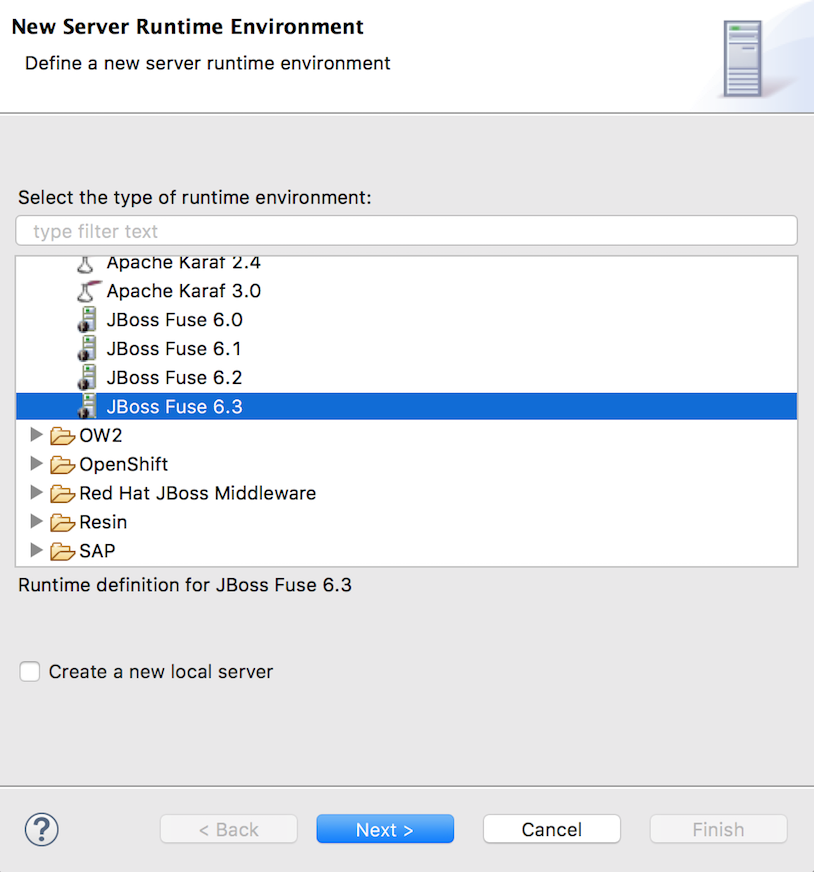 New Server Runtime Environment
Define a new server runtime environment
Select the type of runtime environment:
type filter text
Apache Karaf 2.4
Apache Karaf 3.0
JBoss Fuse 6.0
JBoss Fuse 6.1
JBoss Fuse 6.2
JBoss Fuse 6.3
OW2
OpenShift
Red Hat JBoss Middleware
Resin
SAP
Runtime definition for JBoss Fuse 6.3
Create a new local server
? < Back Next > Cancel Finish